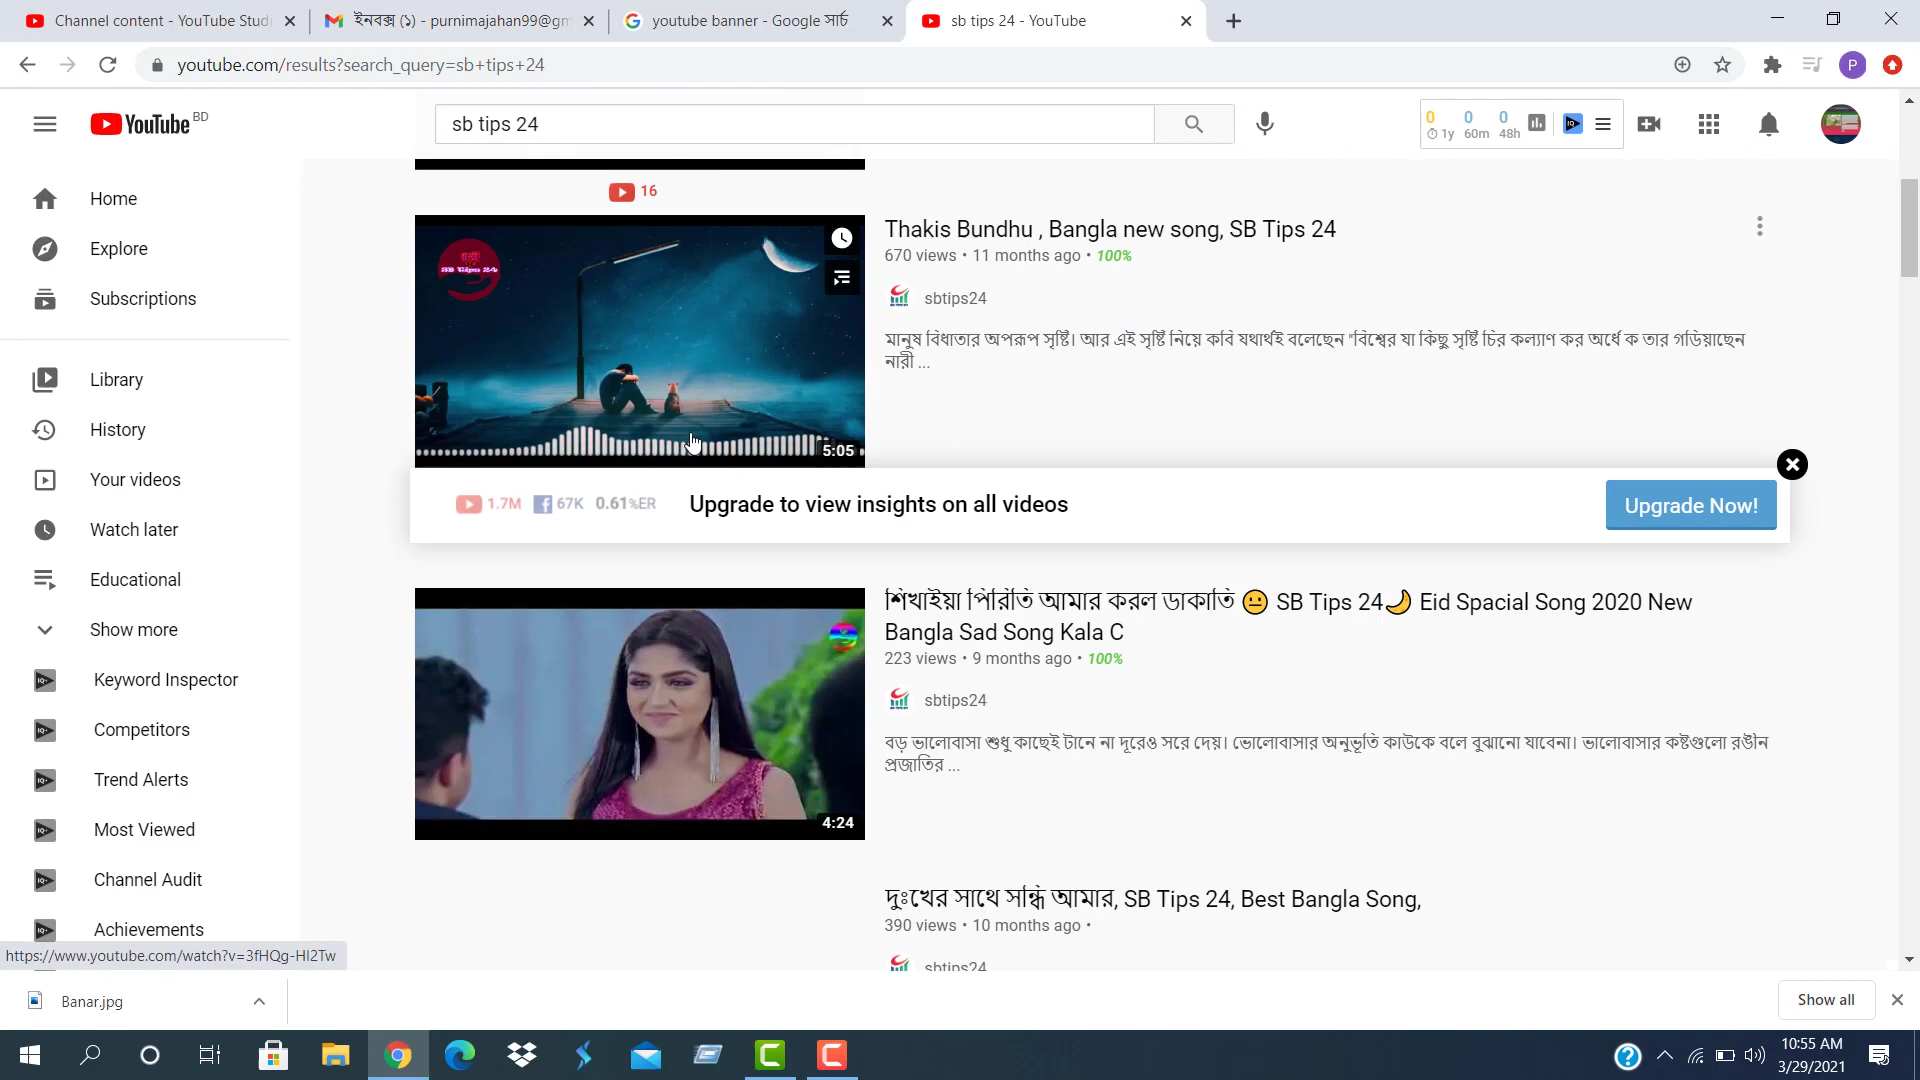 Channel content - YouTube Studi
ইনবক্স (১) - purnimajahan99@gm
youtube banner - Google সার্চ
sb tips 24 - YouTube
youtube.com/results?search_query=sb+tips+24
P
YouTube BD
sb tips 24
0 0 0
1y 60m 48h
Home
Explore
Subscriptions
Library
History
Your videos
Watch later
Educational
Show more
Keyword Inspector
Competitors
Trend Alerts
Most Viewed
Channel Audit
Achievements
https://www.youtube.com/watch?v=3fHQg-HI2Tw
16
5:05
Thakis Bundhu , Bangla new song, SB Tips 24
670 views • 11 months ago • 100%
sbtips24
মানুষ বিধাতার অপরূপ সৃষ্টি। আর এই সৃষ্টি নিয়ে কবি যথার্থই বলেছেন "বিশ্বের যা কিছু সৃষ্টি চির কল্যাণ কর অর্ধে ক তার গডিয়াছেন
নারী ...
1.7M 67K 0.61%ER Upgrade to view insights on all videos
Upgrade Now!
4:24
শিখাইয়া পিরিতি আমার করল ডাকাতি 😐 SB Tips 24🌙 Eid Spacial Song 2020 New
Bangla Sad Song Kala C
223 views • 9 months ago • 100%
sbtips24
বড় ভালোবাসা শুধু কাছেই টানে না দূরেও সরে দেয়। ভোলোবাসার অনুভূতি কাউকে বলে বুঝানো যাবেনা। ভালোবাসার কষ্টগুলো রঙীন
প্রজাতির ...
দুঃখের সাথে সন্ধি আমার, SB Tips 24, Best Bangla Song,
390 views • 10 months ago •
sbtips24
Banar.jpg
Show all
10:55 AM
3/29/2021